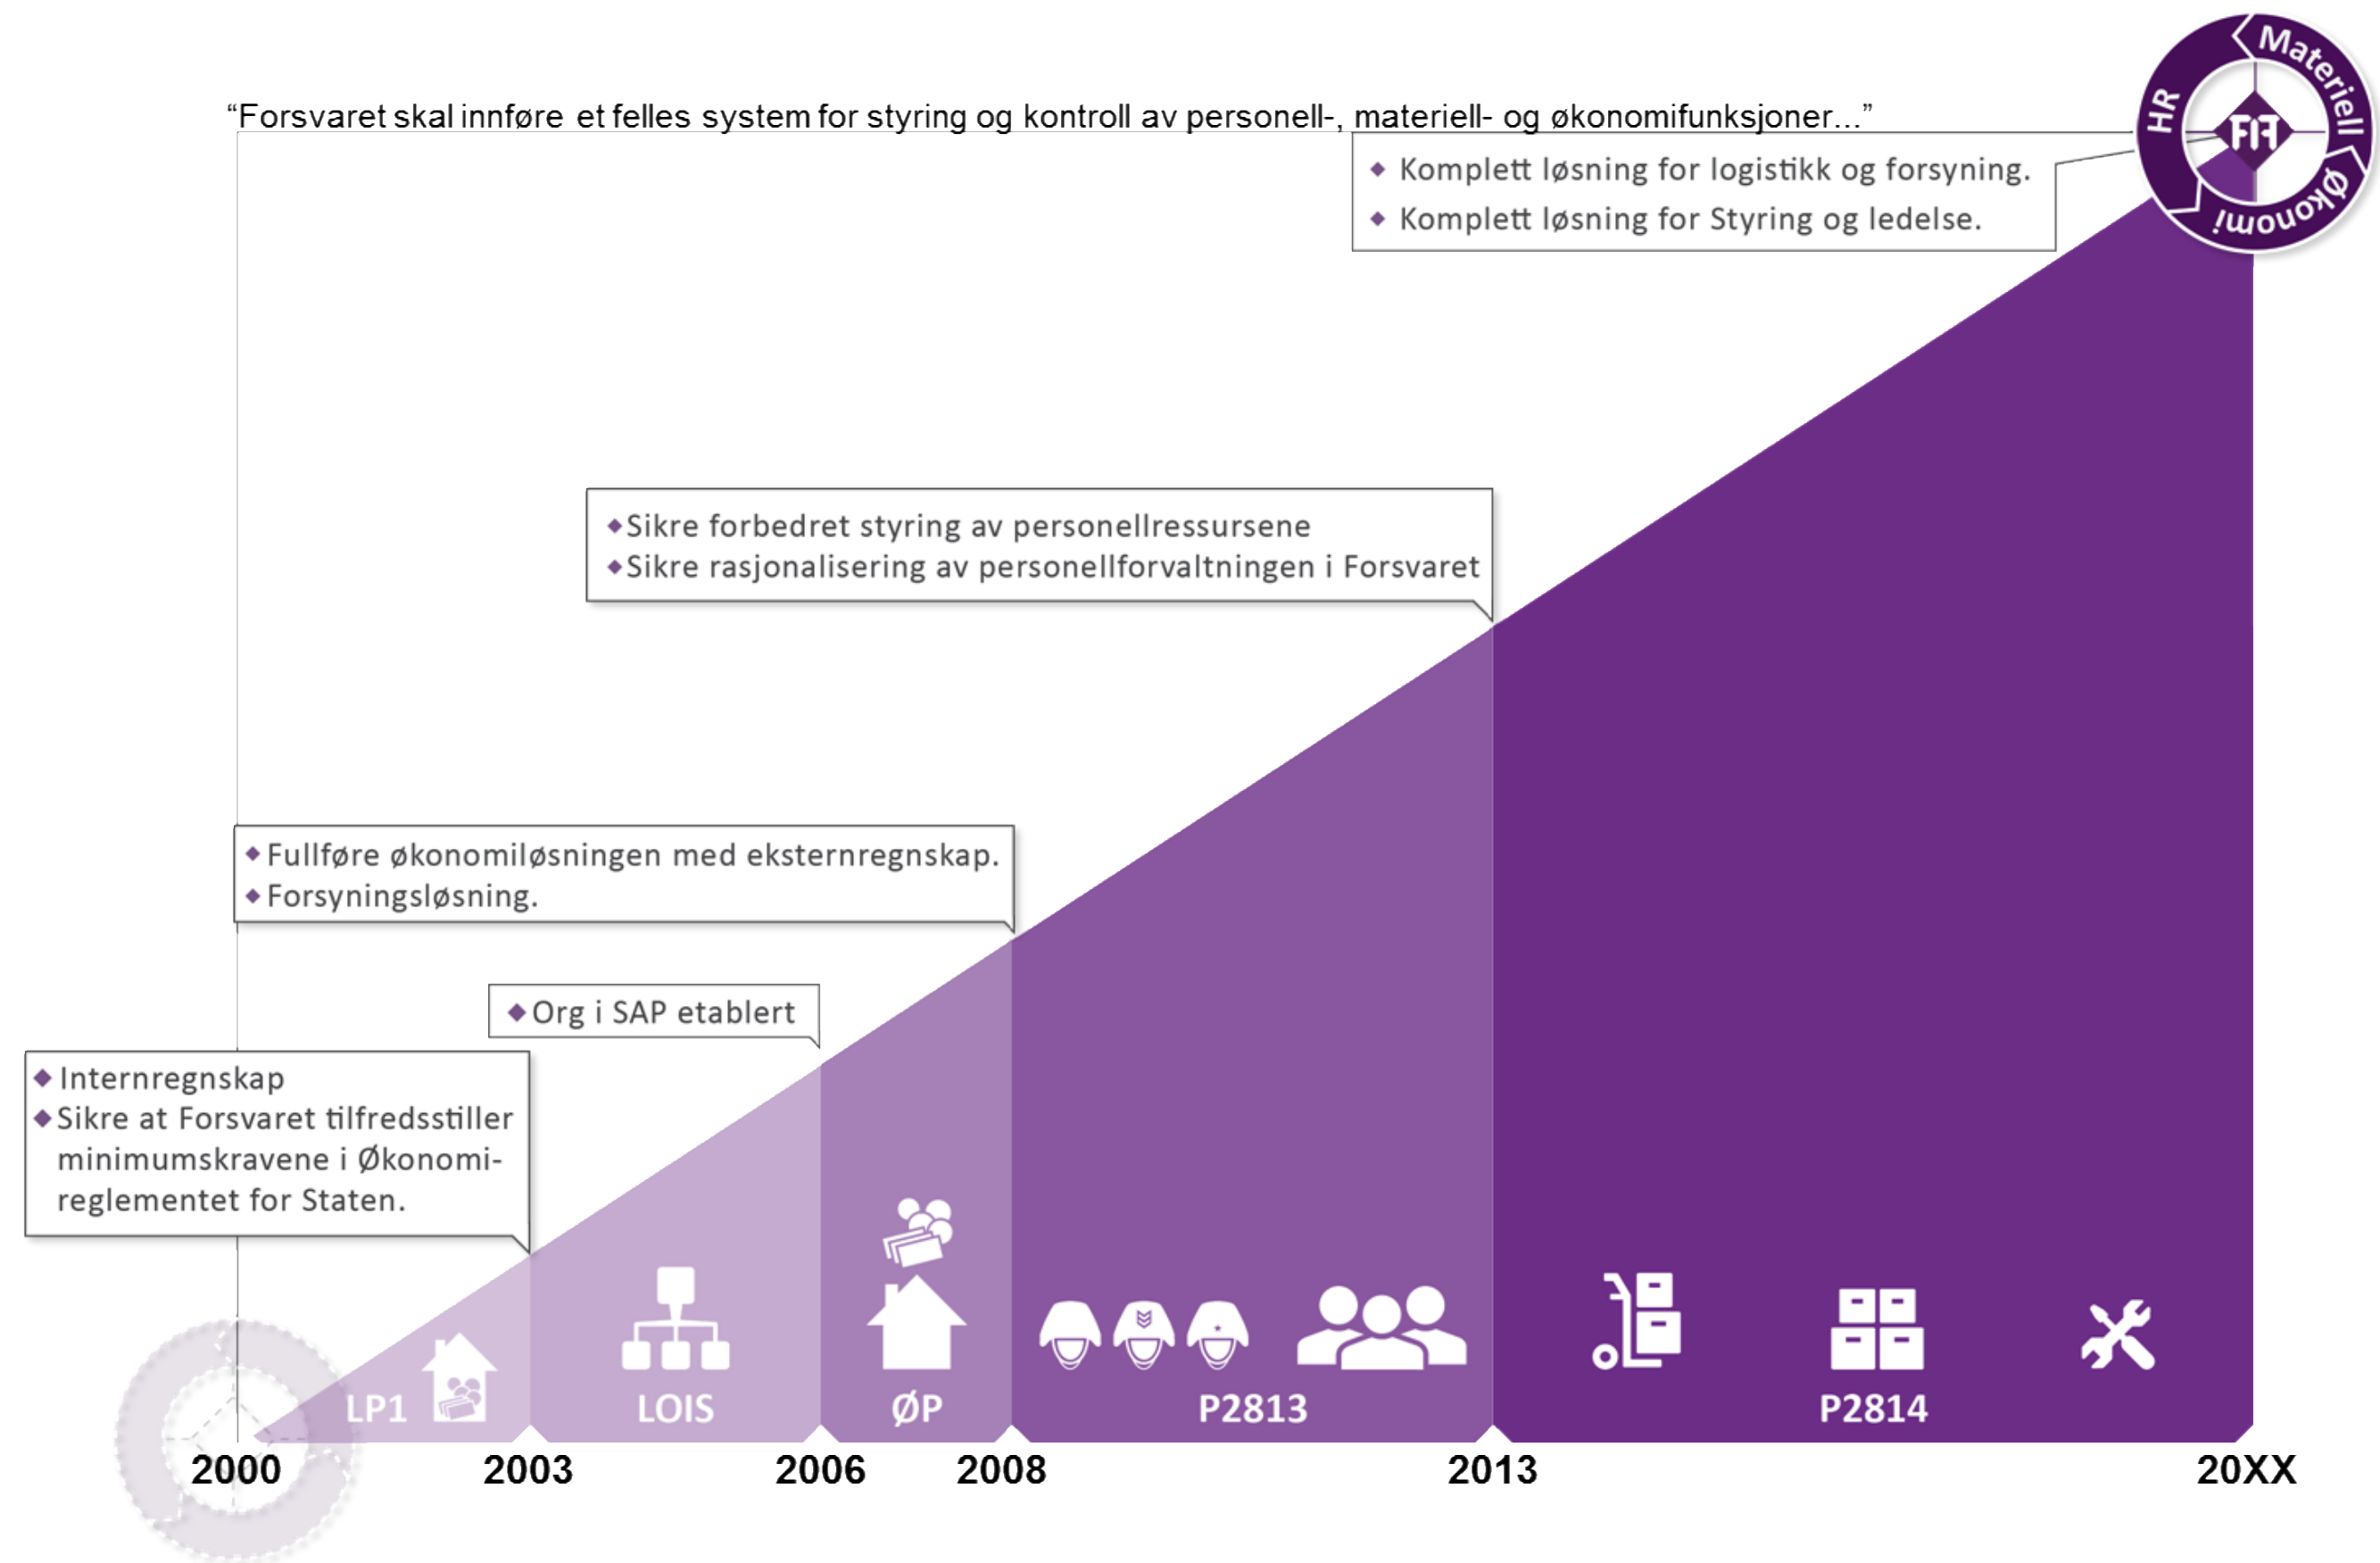 “Forsvaret skal innføre et felles system for styring og kontroll av personell-, materiell- og økonomifunksjoner...”
HR
Materiell
Økonomi
FIF
Komplett løsning for logistikk og forsyning.
Komplett løsning for Styring og ledelse.
Sikre forbedret styring av personellressursene
Sikre rasjonalisering av personellforvaltningen i Forsvaret
Fullføre økonomiløsningen med eksternregnskap.
Forsyningsløsning.
Org i SAP etablert
Internregnskap
Sikre at Forsvaret tilfredsstiller
minimumskravene i Økonomi-
reglementet for Staten.
LP1
LOIS
ØP
P2813
P2814
2000
2003
2006
2008
2013
20XX